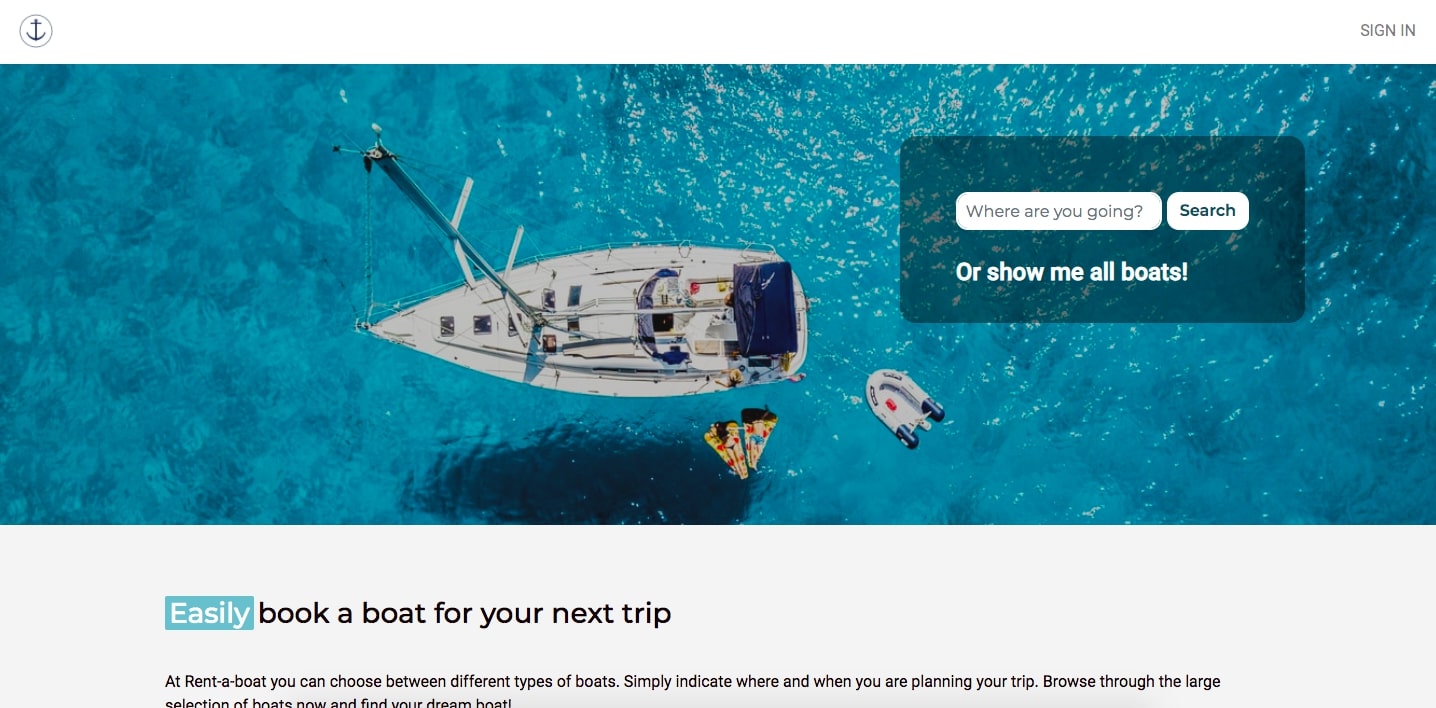 SIGN IN
Where are you going? Search
Or show me all boats!
Easily book a boat for your next trip
At Rent-a-boat you can choose between different types of boats. Simply indicate where and when you are planning your trip. Browse through the large
selection of boats now and find your dream boat!